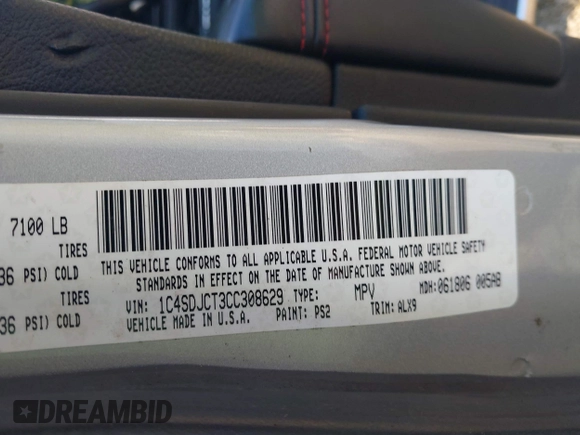 7100 LB
TIRES
36 PSI) COLD
TIRES
36 PSI) COLD
THIS VEHICLE CONFORMS TO ALL APPLICABLE U.S.A. FEDERAL MOTOR VEHICLE SAFETY
STANDARDS IN EFFECT ON THE DATE OF MANUFACTURE SHOWN ABOVE.
VIN: 1C4SDJCT3CC308629 TYPE: MPV MDH: 061806 005AB
VEHICLE MADE IN U.S.A. PAINT: PS2 TRIM: ALX9
DREAMBID